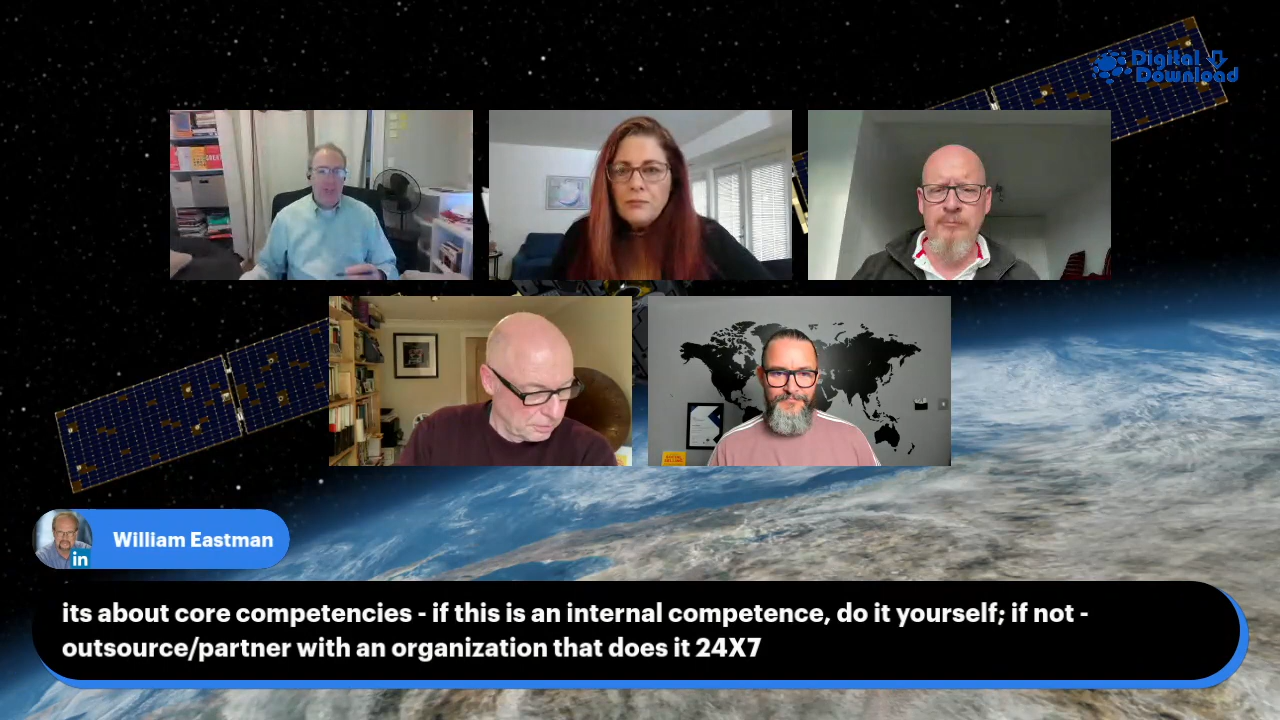 Digital
Download
William Eastman
in
its about core competencies - if this is an internal competence, do it yourself; if not -
outsource/partner with an organization that does it 24X7